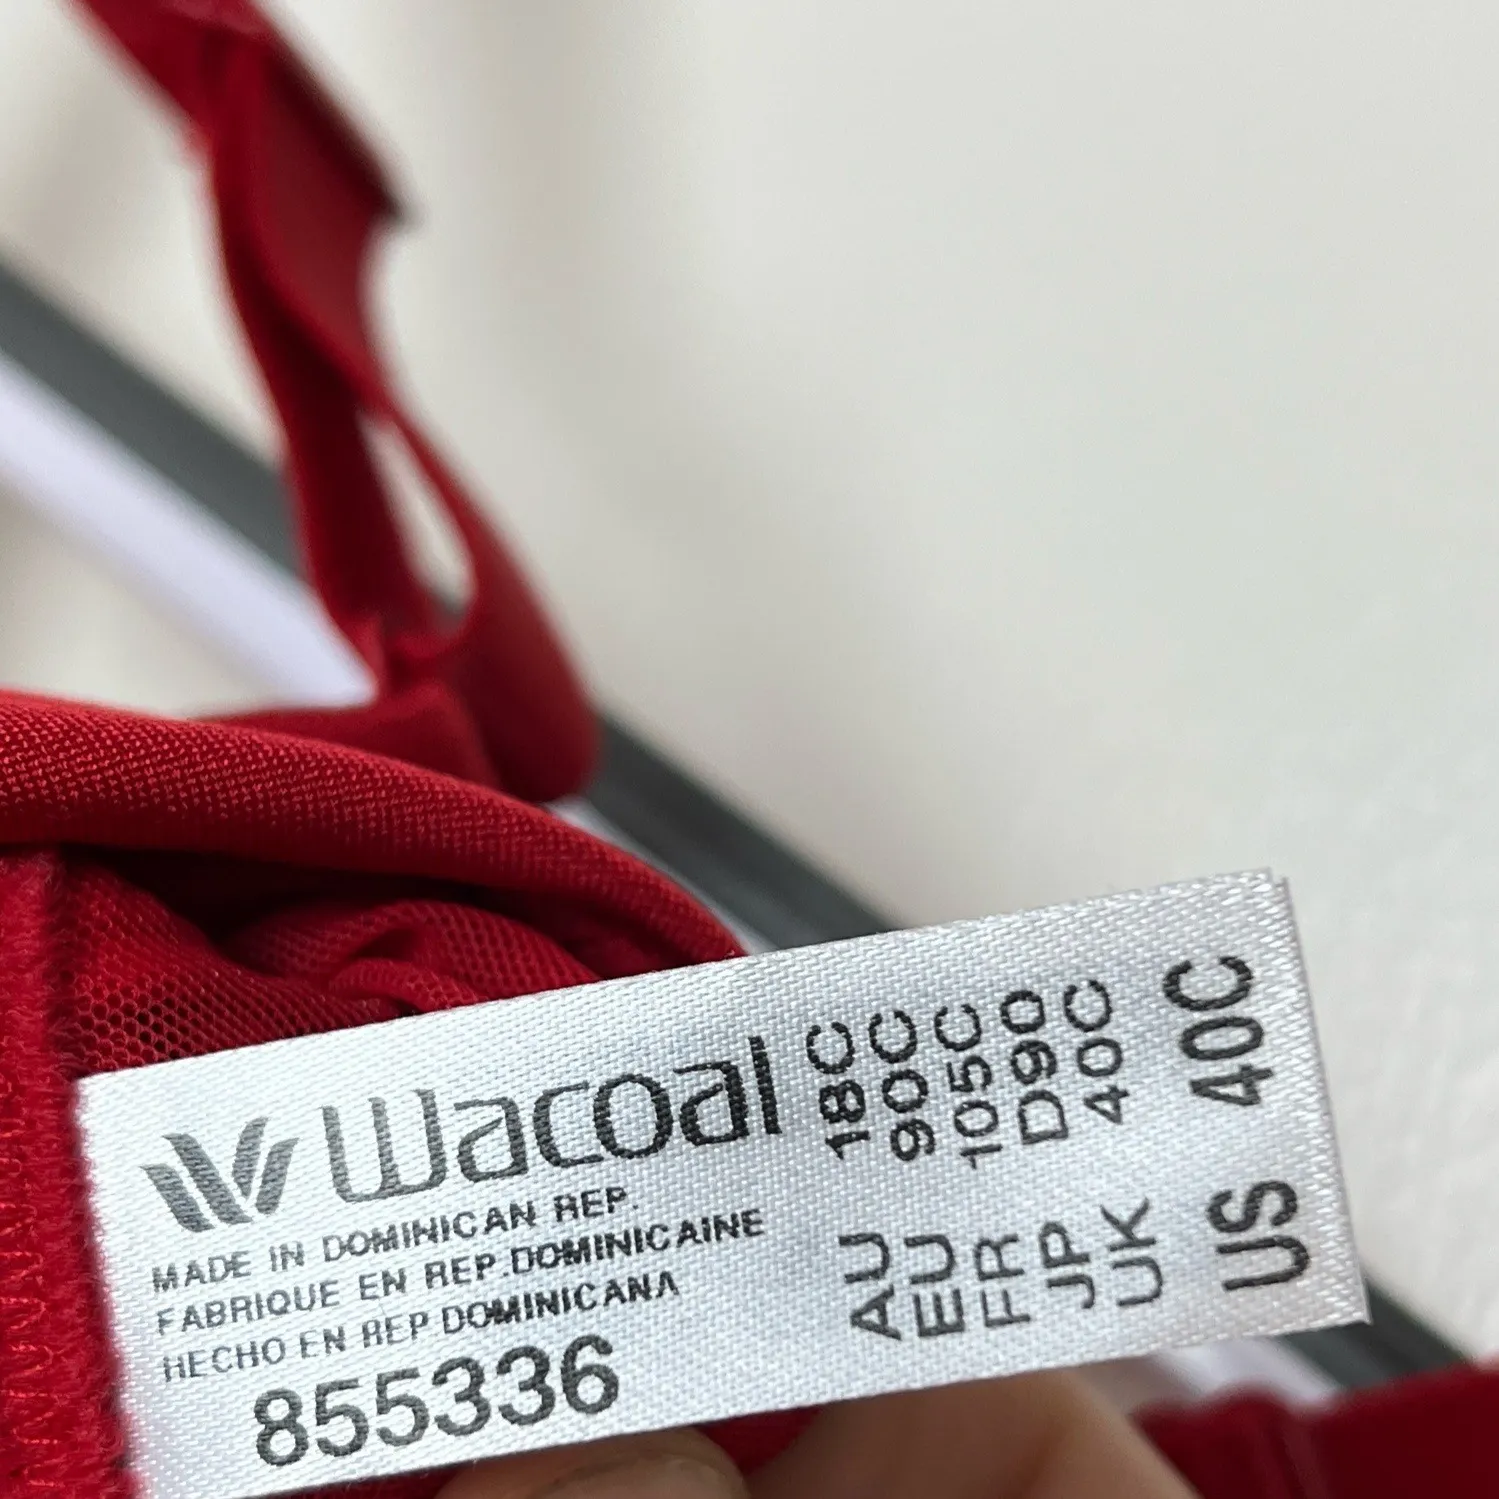 Wacoal
MADE IN DOMINICAN REP.
FABRIQUE EN REP.DOMINICAINE
HECHO EN REP DOMINICANA
855336
US 40C
UK 40C
JP D90
FR 105C
EU 90C
AU 18C